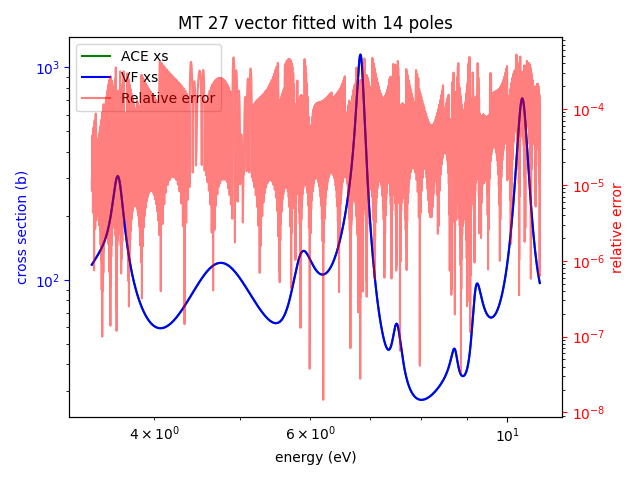 MT 27 vector fitted with 14 poles
ACE xs
VF xs
Relative error
cross section (b)
10³
10²
relative error
10⁻⁴
10⁻⁵
10⁻⁶
10⁻⁷
10⁻⁸
4 × 10⁰
6 × 10⁰
10¹
energy (eV)